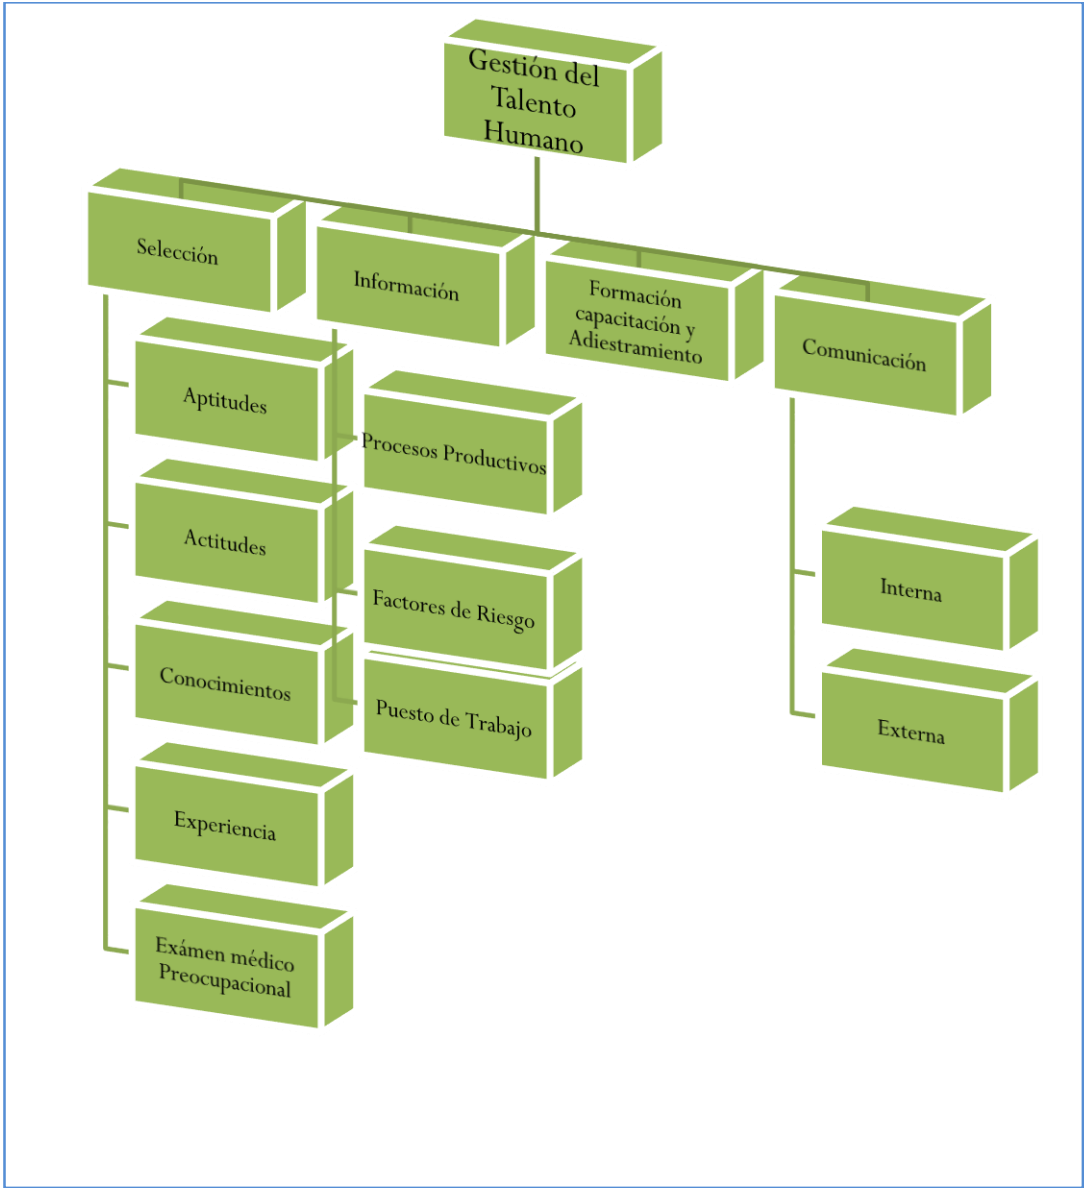 Gestión del
Talento
Humano
Selección
Información
Formación
capacitación y
Adiestramiento
Comunicación
Aptitudes
Actitudes
Conocimientos
Experiencia
Exámen médico
Preocupacional
Procesos Productivos
Factores de Riesgo
Puesto de Trabajo
Interna
Externa